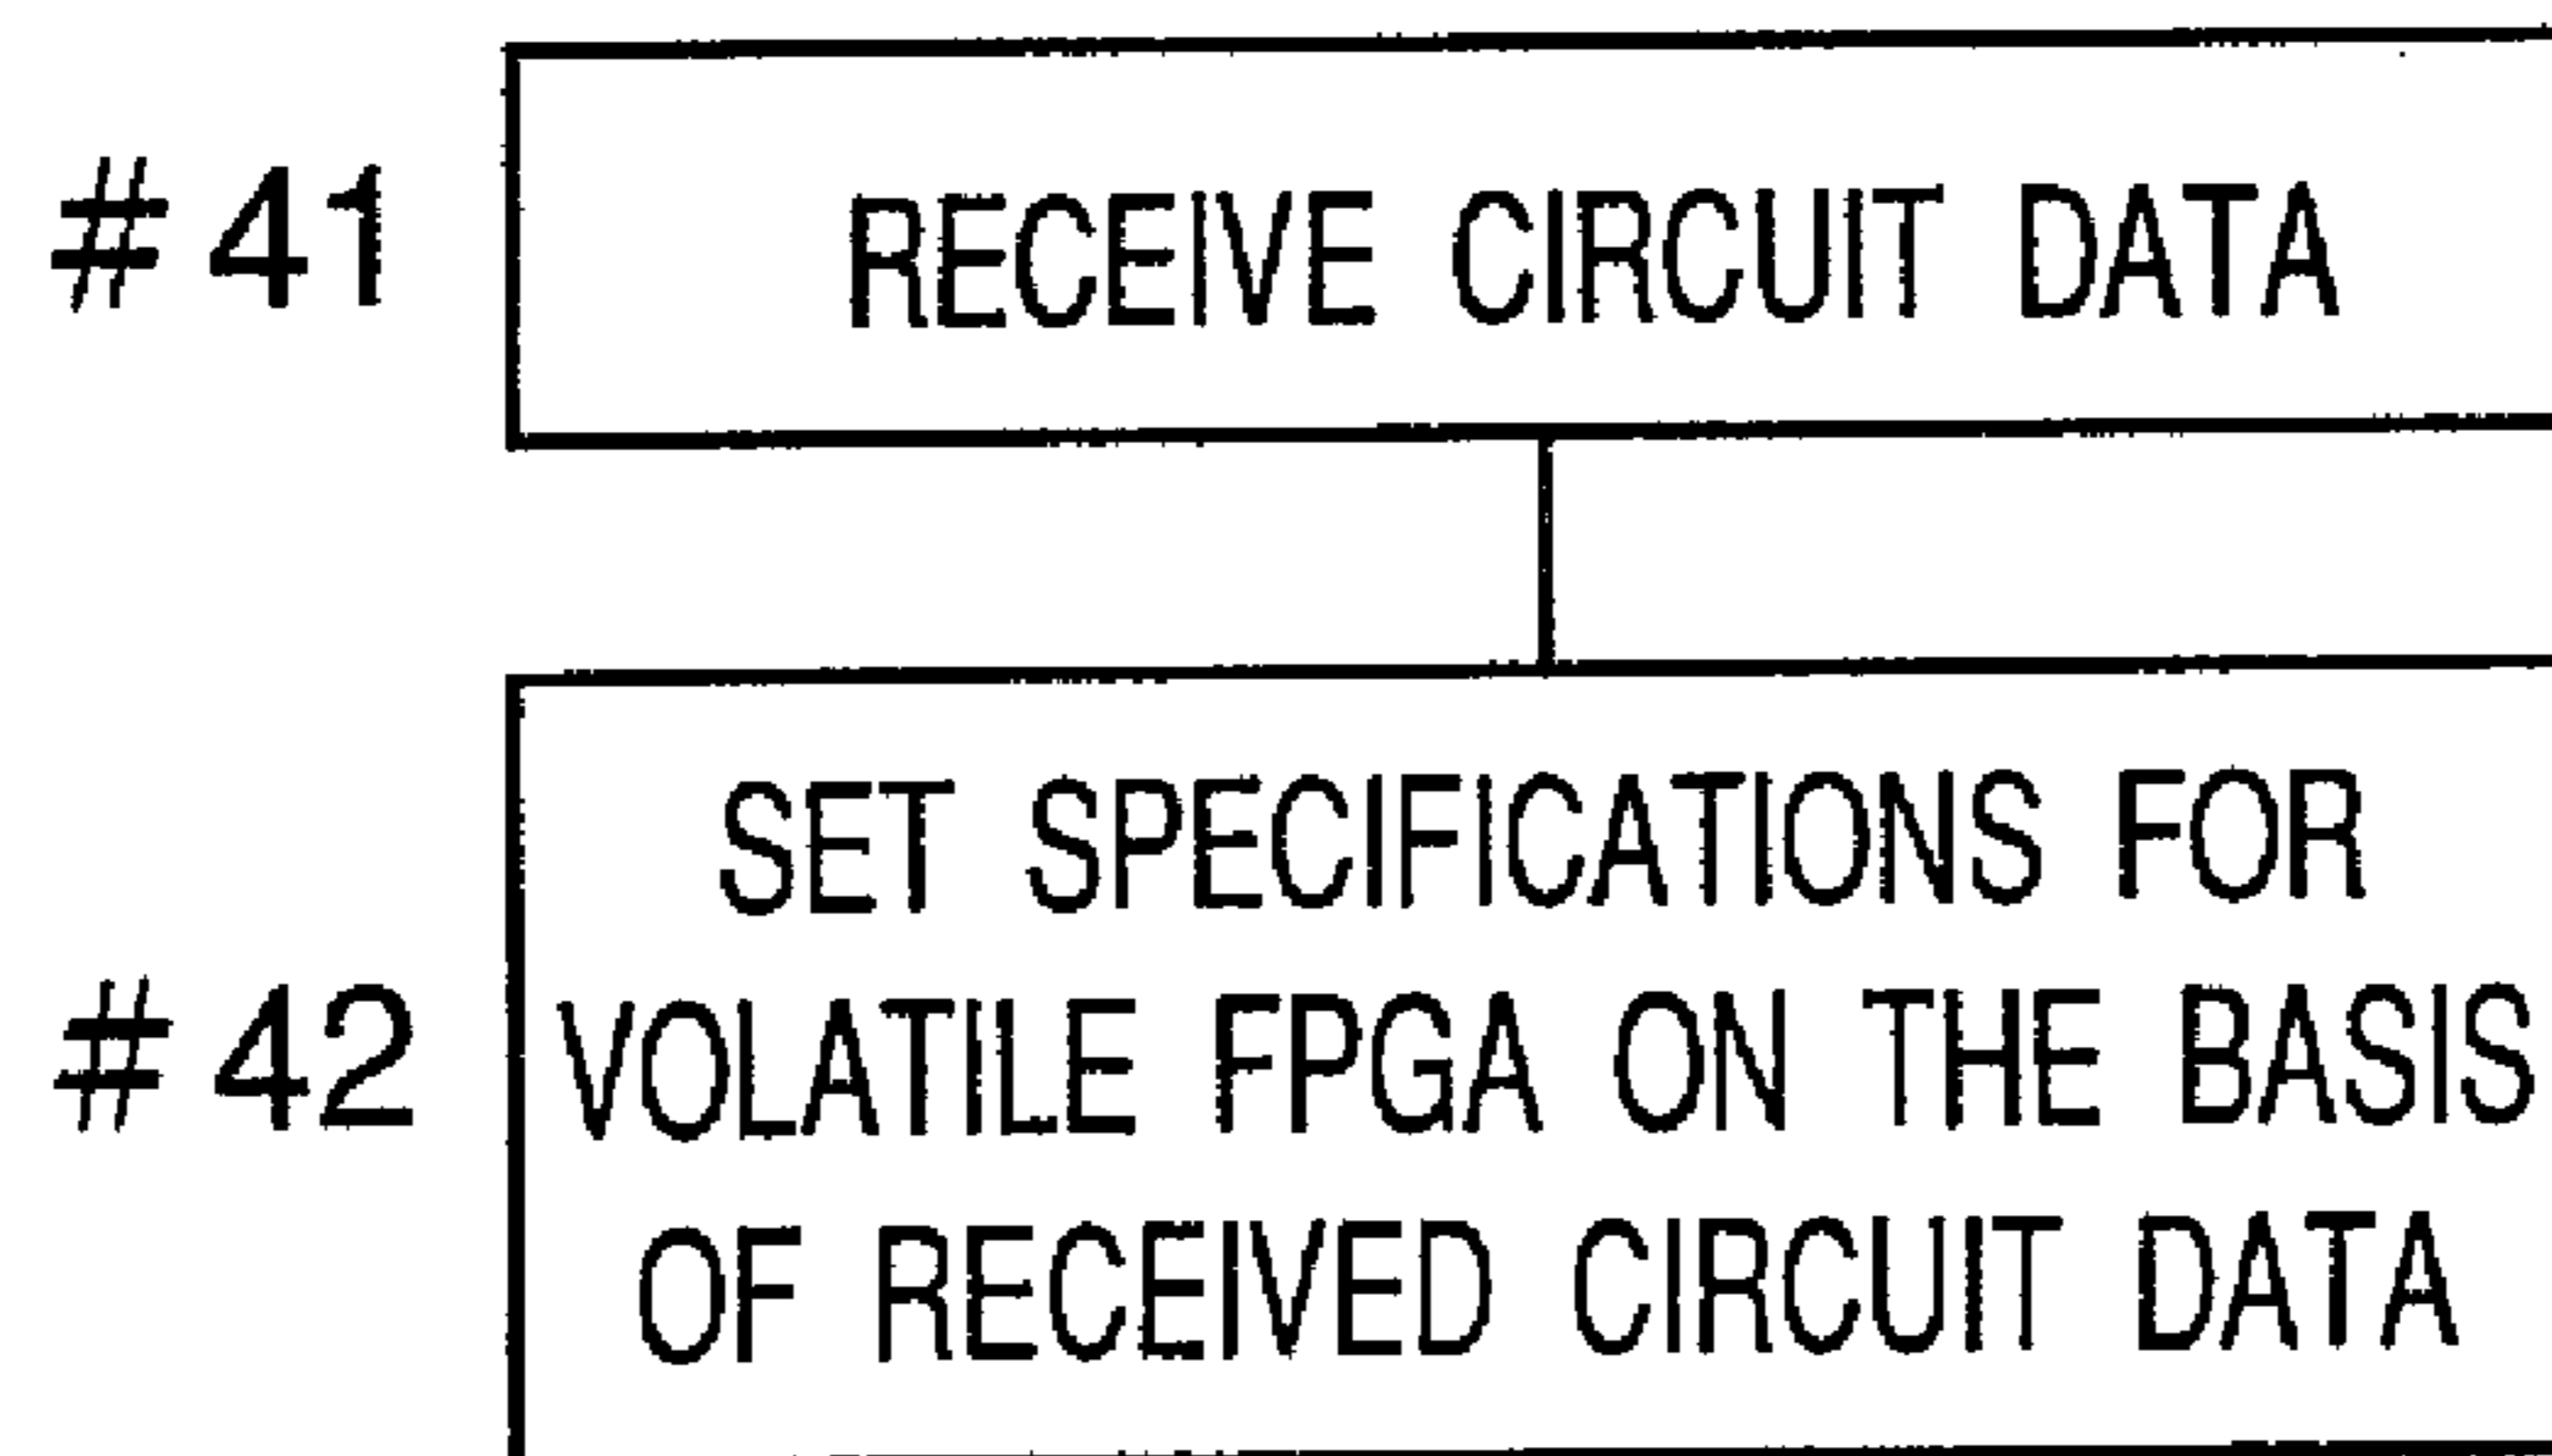 #41 RECEIVE CIRCUIT DATA
SET SPECIFICATIONS FOR
#42 VOLATILE FPGA ON THE BASIS
OF RECEIVED CIRCUIT DATA